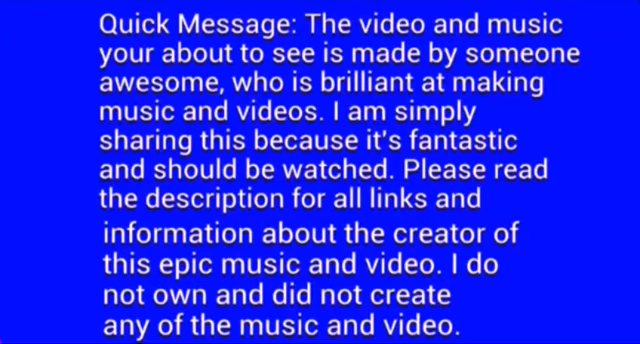 Quick Message: The video and music
your about to see is made by someone
awesome, who is brilliant at making
music and videos. I am simply
sharing this because it's fantastic
and should be watched. Please read
the description for all links and
information about the creator of
this epic music and video. I do
not own and did not create
any of the music and video.